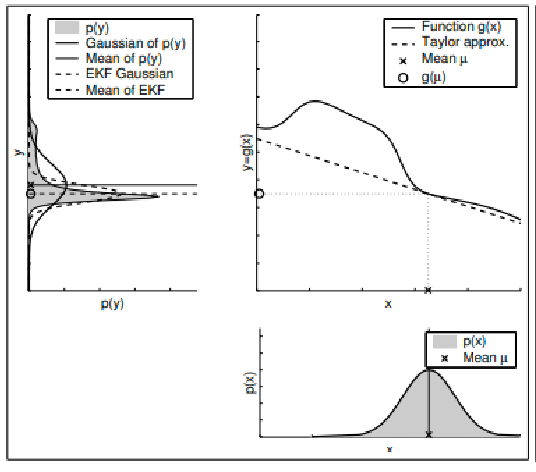 p(y)
Gaussian of p(y)
Mean of p(y)
EKF Gaussian
Mean of EKF
y
p(y)
Function g(x)
Taylor approx.
Mean μ
g(μ)
y=g(x)
x
p(x)
Mean μ
p(x)
x